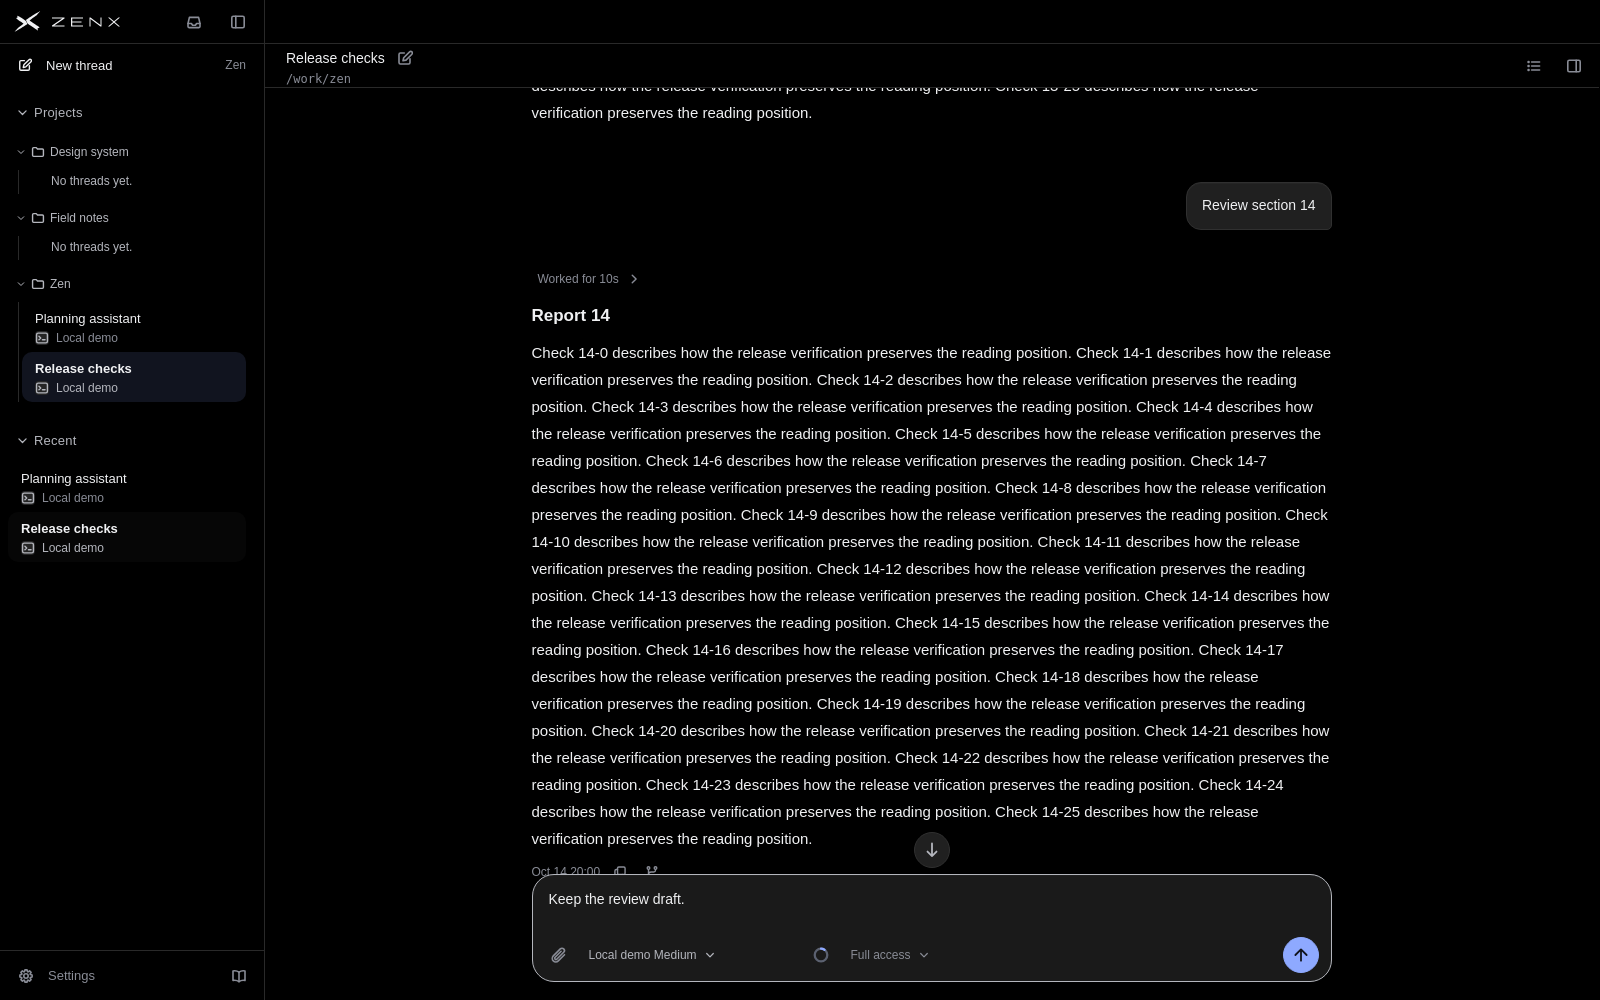 ZENX
New thread
Zen
Projects
Design system
No threads yet.
Field notes
No threads yet.
Zen
Planning assistant
Local demo
Release checks
Local demo
Recent
Planning assistant
Local demo
Release checks
Local demo
Settings
Release checks
/work/zen
describes how the release verification preserves the reading position. Check 13-25 describes how the release
verification preserves the reading position.
Review section 14
Worked for 10s
Report 14
Check 14-0 describes how the release verification preserves the reading position. Check 14-1 describes how the release
verification preserves the reading position. Check 14-2 describes how the release verification preserves the reading
position. Check 14-3 describes how the release verification preserves the reading position. Check 14-4 describes how
the release verification preserves the reading position. Check 14-5 describes how the release verification preserves the
reading position. Check 14-6 describes how the release verification preserves the reading position. Check 14-7
describes how the release verification preserves the reading position. Check 14-8 describes how the release verification
preserves the reading position. Check 14-9 describes how the release verification preserves the reading position. Check
14-10 describes how the release verification preserves the reading position. Check 14-11 describes how the release
verification preserves the reading position. Check 14-12 describes how the release verification preserves the reading
position. Check 14-13 describes how the release verification preserves the reading position. Check 14-14 describes how
the release verification preserves the reading position. Check 14-15 describes how the release verification preserves the
reading position. Check 14-16 describes how the release verification preserves the reading position. Check 14-17
describes how the release verification preserves the reading position. Check 14-18 describes how the release
verification preserves the reading position. Check 14-19 describes how the release verification preserves the reading
position. Check 14-20 describes how the release verification preserves the reading position. Check 14-21 describes how
the release verification preserves the reading position. Check 14-22 describes how the release verification preserves the
reading position. Check 14-23 describes how the release verification preserves the reading position. Check 14-24
describes how the release verification preserves the reading position. Check 14-25 describes how the release
verification preserves the reading position.
Oct 14 20:00
Keep the review draft.
Local demo Medium
Full access